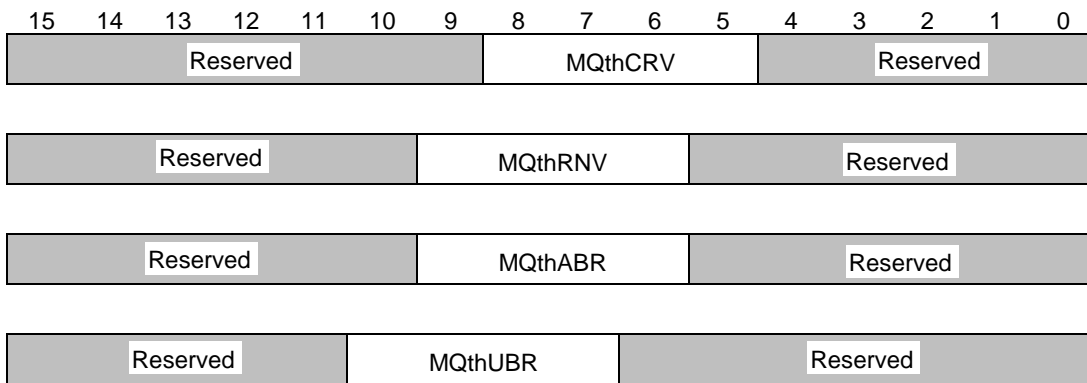 15 14 13 12 11 10 9 8 7 6 5 4 3 2 1 0
Reserved MQthCRV Reserved
Reserved MQthRNV Reserved
Reserved MQthABR Reserved
Reserved MQthUBR Reserved